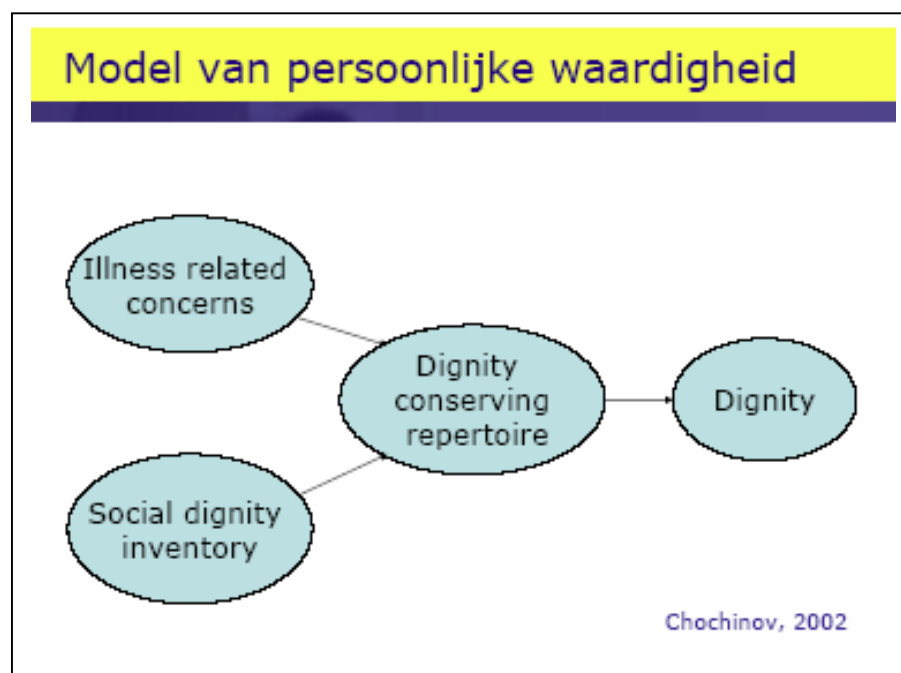 Model van persoonlijke waardigheid
Illness related
concerns
Dignity
conserving
repertoire
Dignity
Social dignity
inventory
Chochinov, 2002